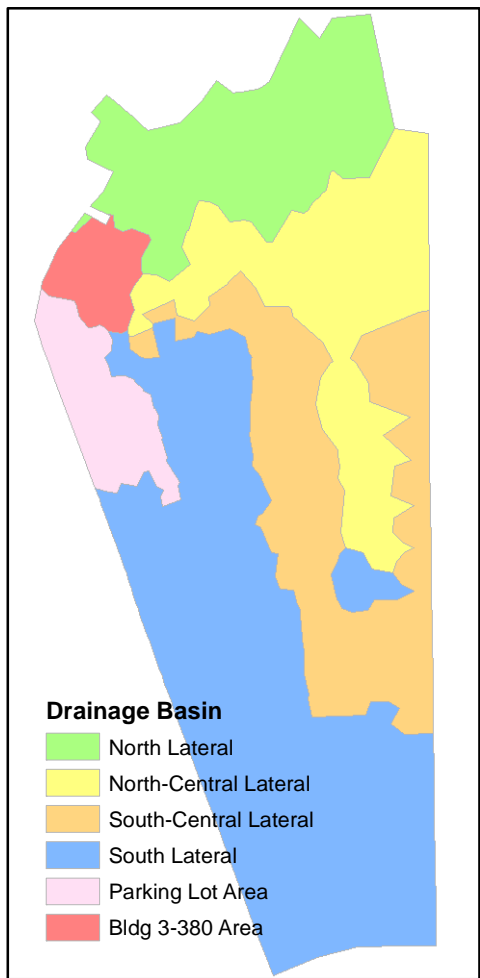 Drainage Basin
North Lateral
North-Central Lateral
South-Central Lateral
South Lateral
Parking Lot Area
Bldg 3-380 Area